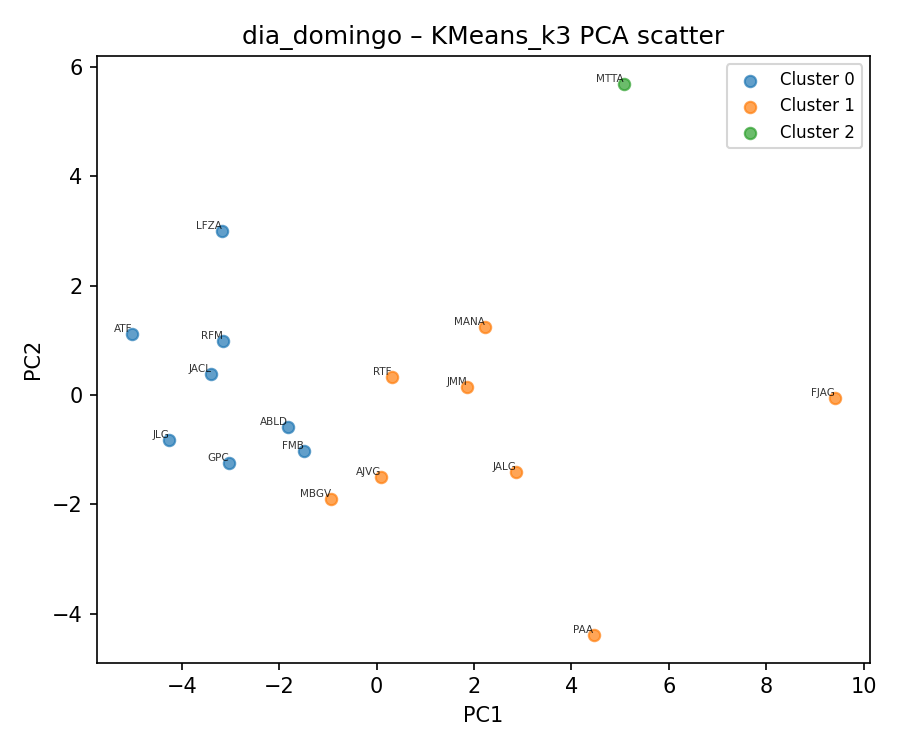 dia_domingo – KMeans_k3 PCA scatter
6
4
2
0
−2
−4
PC2
−4
−2
0
2
4
6
8
10
PC1
Cluster 0
Cluster 1
Cluster 2
MTTA
LFZA
ATF
RFM
JACL
MANA
RTF
JMM
FJAG
JLG
ABLD
FMB
GPC
AJVG
JALG
MBGV
PAA